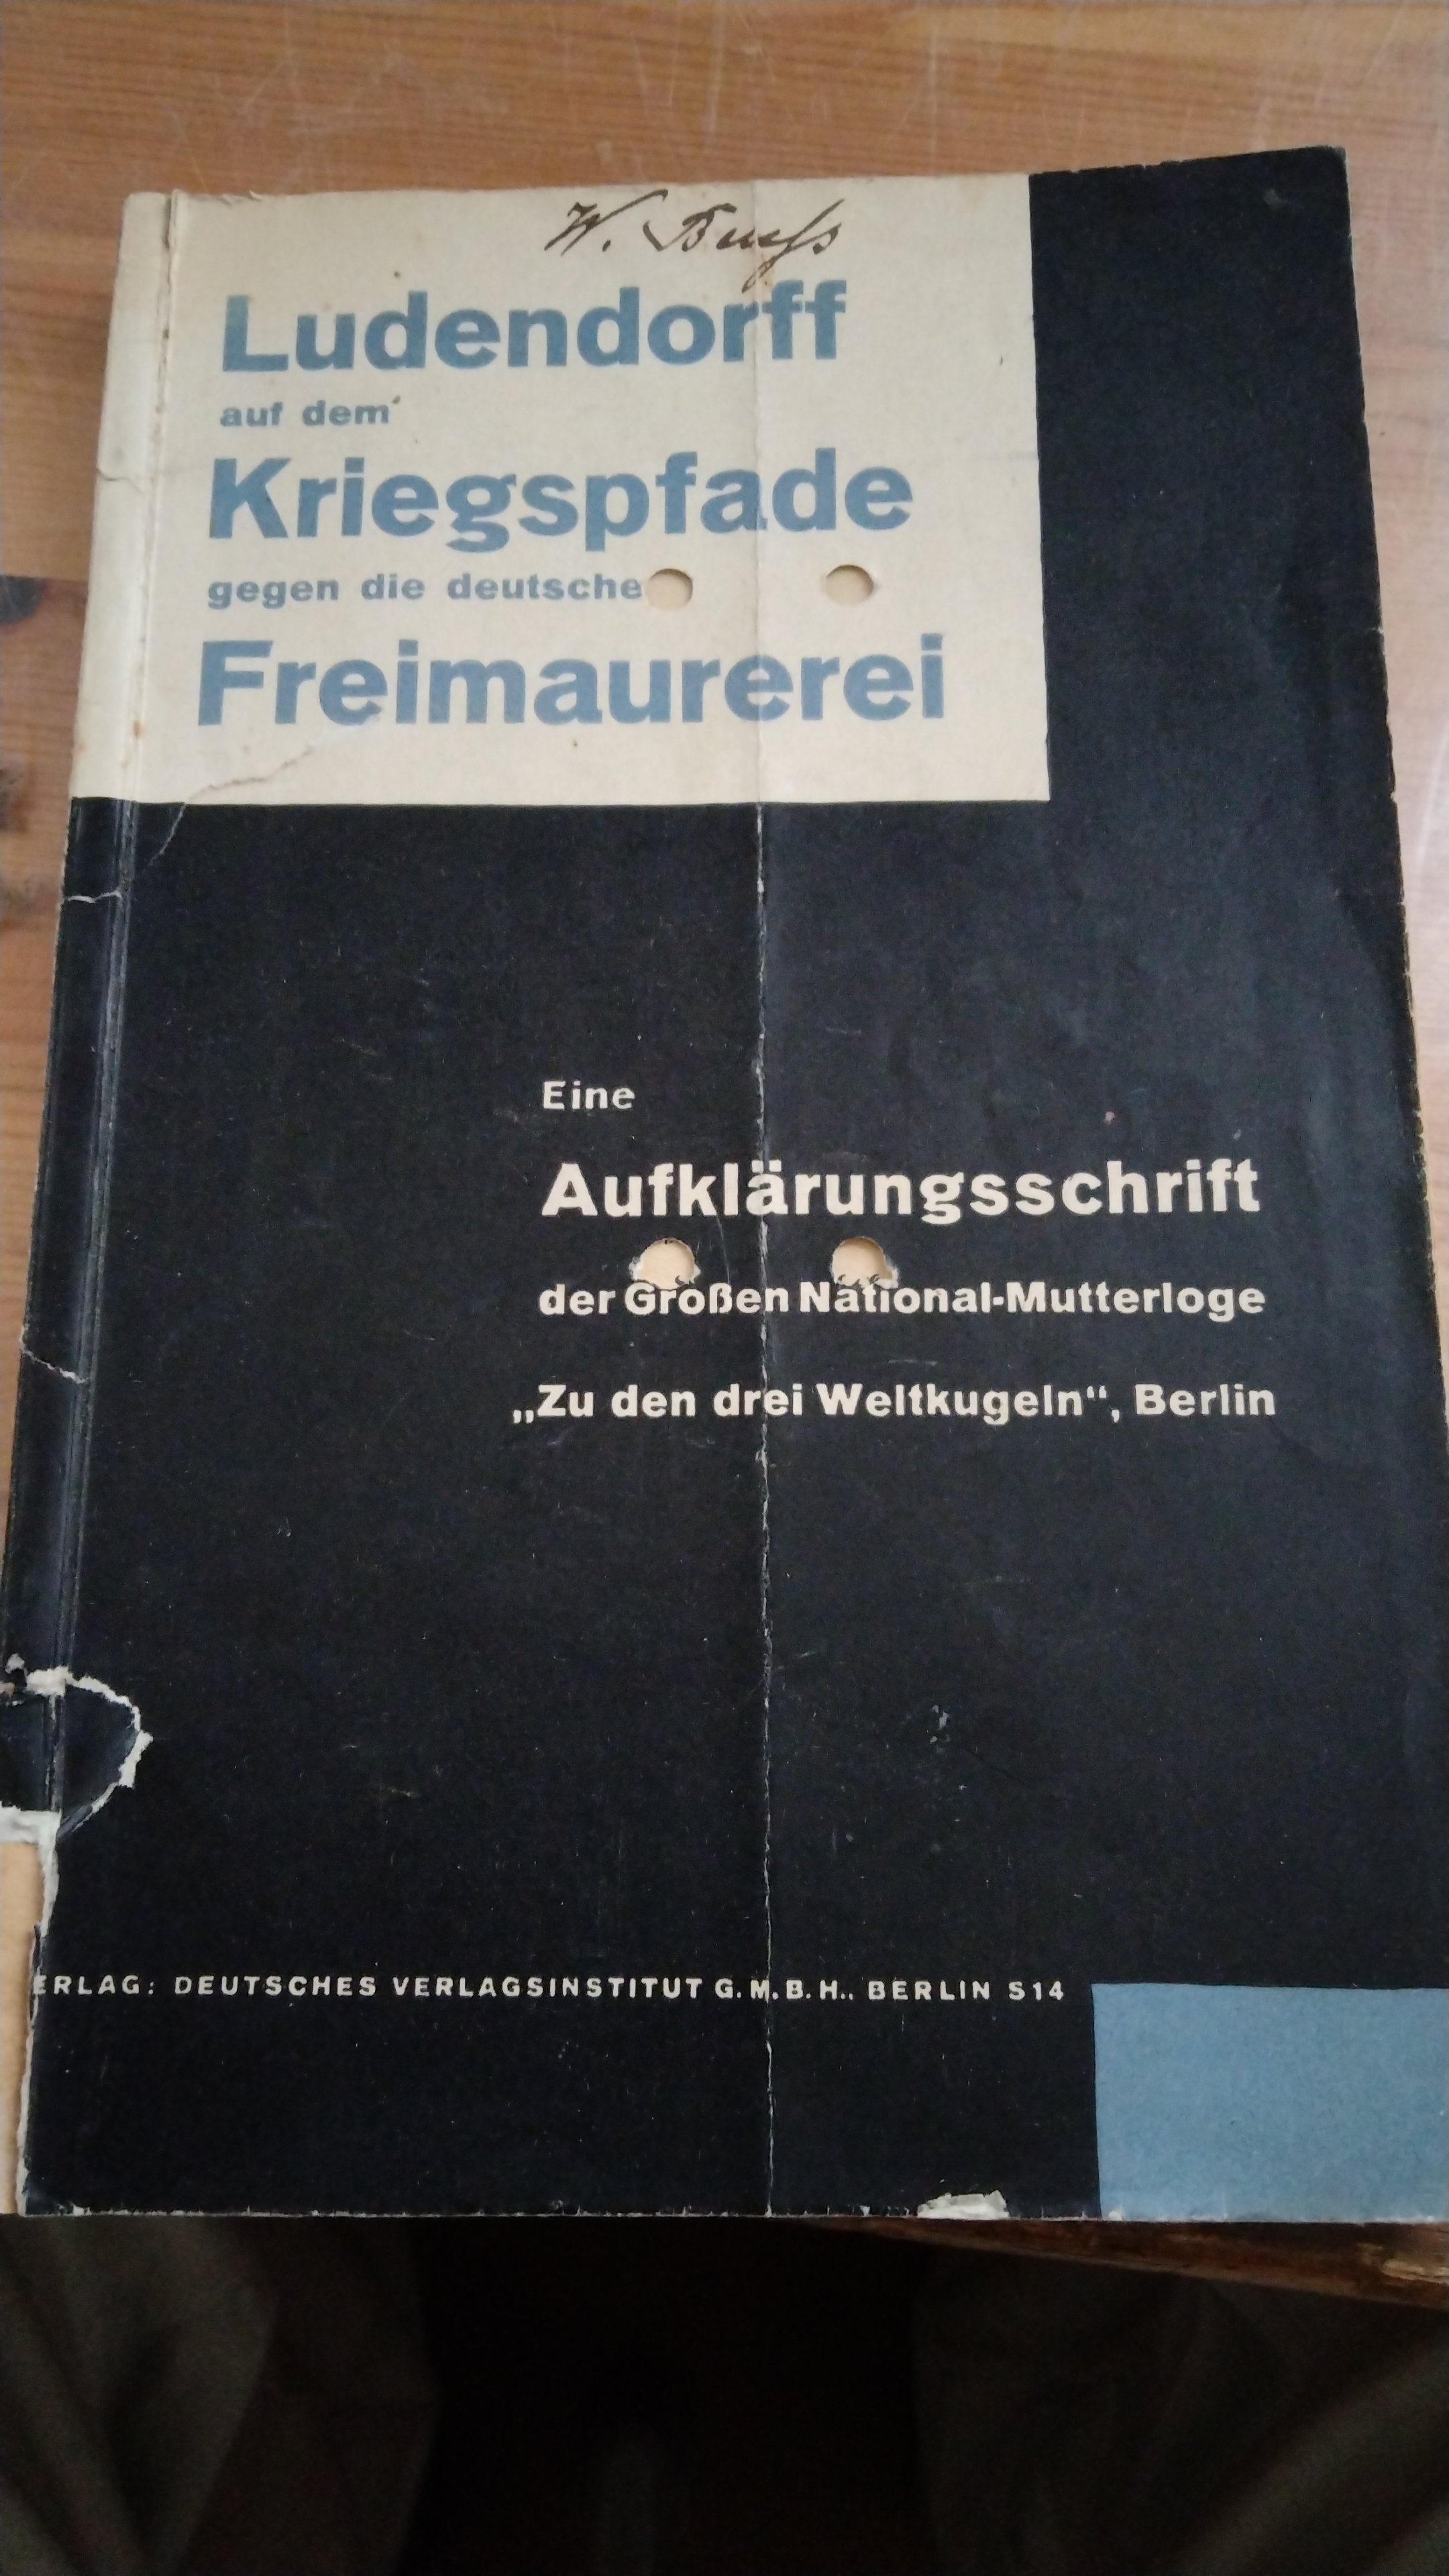 W. Bueß
Ludendorff
auf dem
Kriegspfade
gegen die deutsche
Freimaurerei
Eine
Aufklärungsschrift
der Großen National-Mutterloge
„Zu den drei Weltkugeln“, Berlin
ERLAG: DEUTSCHES VERLAGSINSTITUT G.M.B.H., BERLIN S14